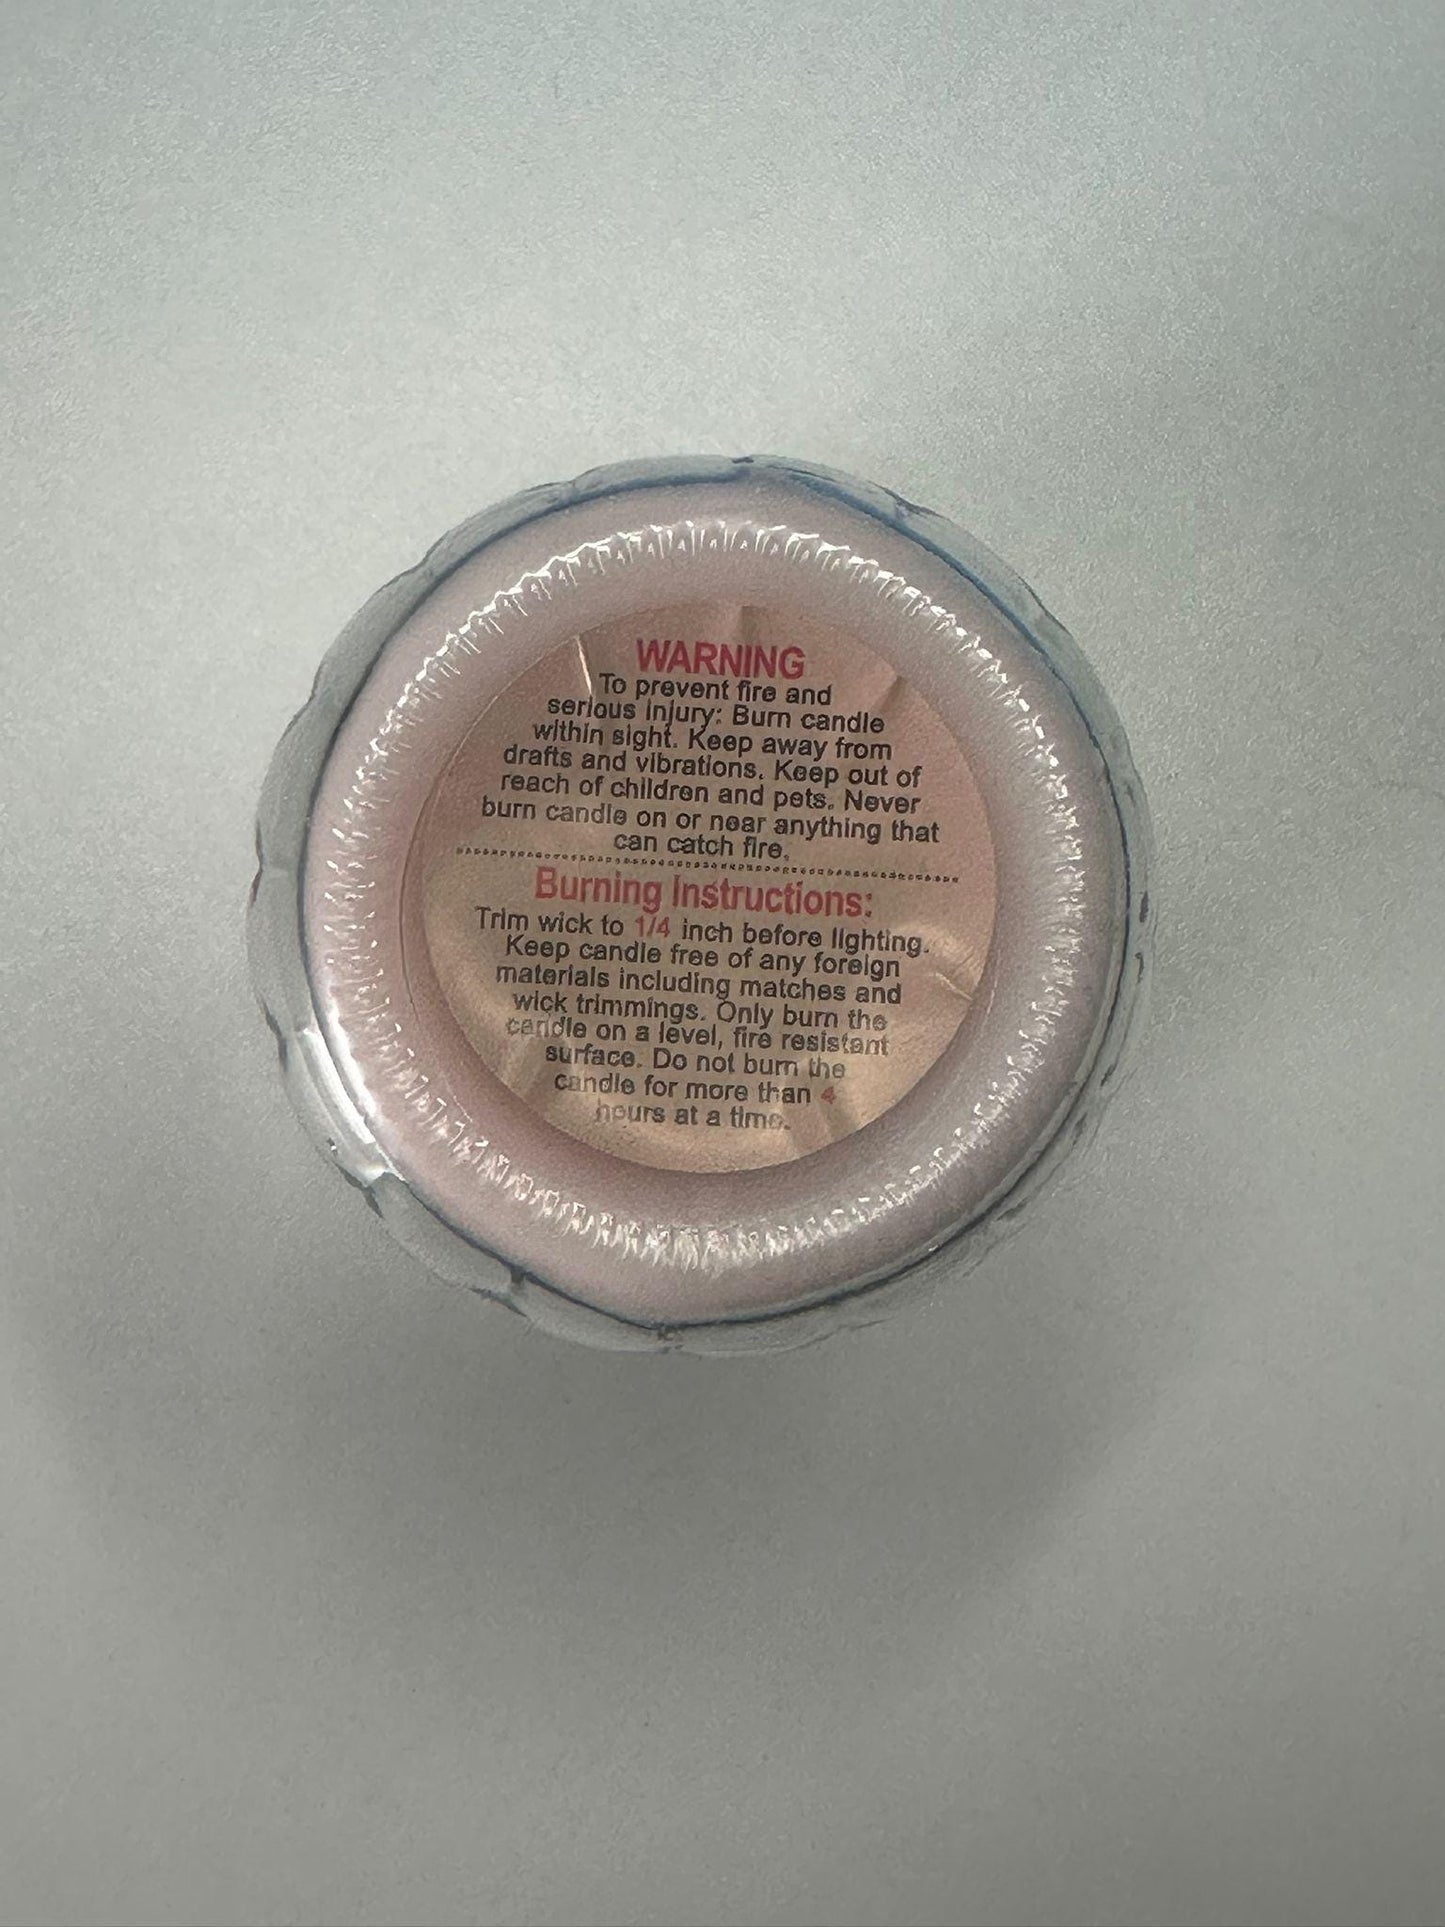 WARNING
To prevent fire and
serious injury: Burn candle
within sight. Keep away from
drafts and vibrations. Keep out of
reach of children and pets. Never
burn candle on or near anything that
can catch fire.
Burning Instructions:
Trim wick to 1/4 inch before lighting.
Keep candle free of any foreign
materials including matches and
wick trimmings. Only burn the
candle on a level, fire resistant
surface. Do not burn the
candle for more than 4
hours at a time.